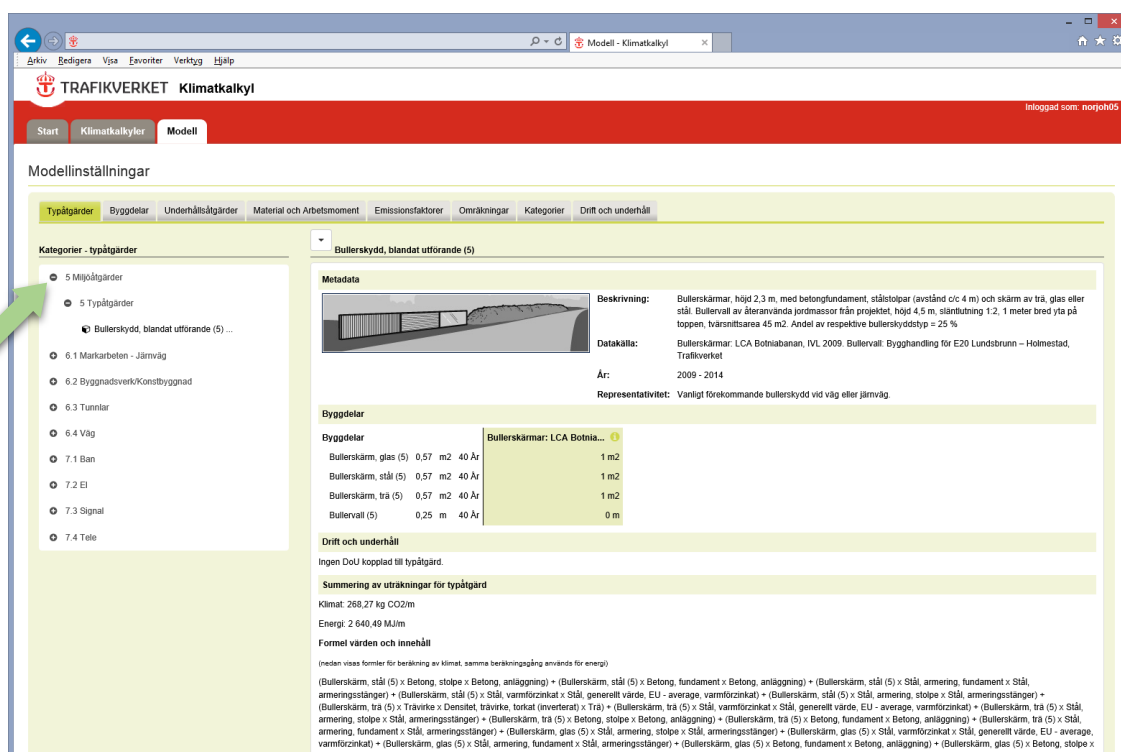 Modell - Klimatkalkyl
Arkiv Redigera Visa Favoriter Verktyg Hjälp
TRAFIKVERKET Klimatkalkyl
Inloggad som: norjoh05
Start Klimatkalkyler Modell
Modellinställningar
Typåtgärder Byggdelar Underhållsåtgärder Material och Arbetsmoment Emissionsfaktorer Omräkningar Kategorier Drift och underhåll
Kategorier - typåtgärder
5 Miljöåtgärder
5 Typåtgärder
Bullerskydd, blandat utförande (5) ...
6.1 Markarbeten - Järnväg
6.2 Byggnadsverk/Konstbyggnad
6.3 Tunnlar
6.4 Väg
7.1 Ban
7.2 El
7.3 Signal
7.4 Tele
Bullerskydd, blandat utförande (5)
Metadata
Beskrivning: Bullerskärmar, höjd 2,3 m, med betongfundament, stålstolpar (avstånd c/c 4 m) och skärm av trä, glas eller
stål. Bullervall av återanvända jordmassor från projektet, höjd 4,5 m, släntlutning 1:2, 1 meter bred yta på
toppen, tvärsnittsarea 45 m2. Andel av respektive bullerskyddstyp = 25 %
Datakälla: Bullerskärmar: LCA Botniabanan, IVL 2009. Bullervall: Bygghandling för E20 Lundsbrunn – Holmestad,
Trafikverket
År: 2009 - 2014
Representativitet: Vanligt förekommande bullerskydd vid väg eller järnväg.
Byggdelar
Byggdelar Bullerskärmar: LCA Botnia...
Bullerskärm, glas (5) 0,57 m2 40 År 1 m2
Bullerskärm, stål (5) 0,57 m2 40 År 1 m2
Bullerskärm, trä (5) 0,57 m2 40 År 1 m2
Bullervall (5) 0,25 m 40 År 0 m
Drift och underhåll
Ingen DoU kopplad till typåtgärd.
Summering av uträkningar för typåtgärd
Klimat: 268,27 kg CO2/m
Energi: 2 640,49 MJ/m
Formel värden och innehåll
(nedan visas formler för beräkning av klimat, samma beräkningsgång används för energi)
(Bullerskärm, stål (5) x Betong, stolpe x Betong, anläggning) + (Bullerskärm, stål (5) x Betong, fundament x Betong, anläggning) + (Bullerskärm, stål (5) x Stål, armering, fundament x Stål,
armeringsstänger) + (Bullerskärm, stål (5) x Stål, varmförzinkat x Stål, generellt värde, EU - average, varmförzinkat) + (Bullerskärm, stål (5) x Stål, armering, stolpe x Stål, armeringsstänger) +
(Bullerskärm, trä (5) x Trävirke x Densitet, trävirke, torkat (inverterat) x Trä) + (Bullerskärm, trä (5) x Stål, varmförzinkat x Stål, generellt värde, EU - average, varmförzinkat) + (Bullerskärm, trä (5) x Stål,
armering, stolpe x Stål, armeringsstänger) + (Bullerskärm, trä (5) x Betong, stolpe x Betong, anläggning) + (Bullerskärm, trä (5) x Betong, fundament x Betong, anläggning) + (Bullerskärm, trä (5) x Stål,
armering, fundament x Stål, armeringsstänger) + (Bullerskärm, glas (5) x Stål, armering, stolpe x Stål, armeringsstänger) + (Bullerskärm, glas (5) x Stål, varmförzinkat x Stål, generellt värde, EU - average,
varmförzinkat) + (Bullerskärm, glas (5) x Stål, armering, fundament x Stål, armeringsstänger) + (Bullerskärm, glas (5) x Betong, fundament x Betong, anläggning) + (Bullerskärm, glas (5) x Betong, stolpe x